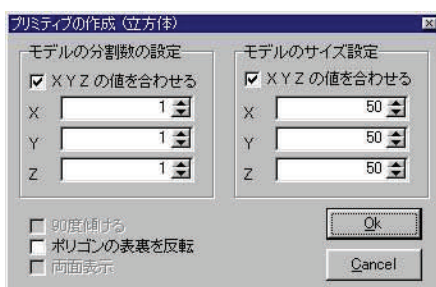 プリミティブの作成（立方体）
モデルの分割数の設定
XYZの値を合わせる
X 1
Y 1
Z 1
モデルのサイズ設定
XYZの値を合わせる
X 50
Y 50
Z 50
90度傾ける
ポリゴンの表裏を反転
両面表示
Ok
Cancel